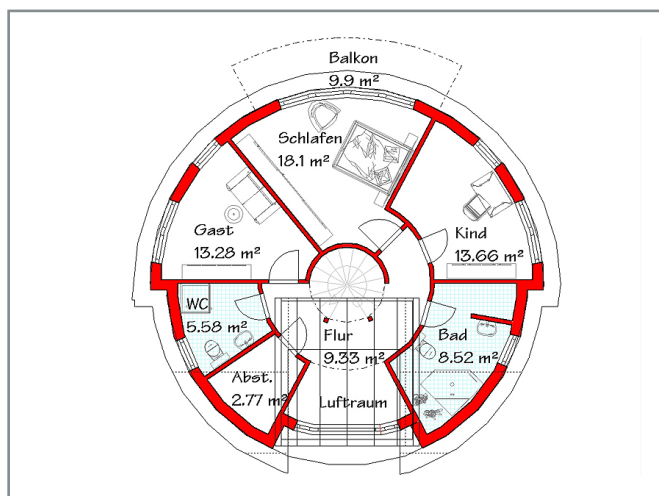 Balkon
9.9 m²
Schlafen
18.1 m²
Gast
13.28 m²
Kind
13.66 m²
WC
5.58 m²
Flur
9.33 m²
Bad
8.52 m²
Abst.
2.77 m²
Luftraum